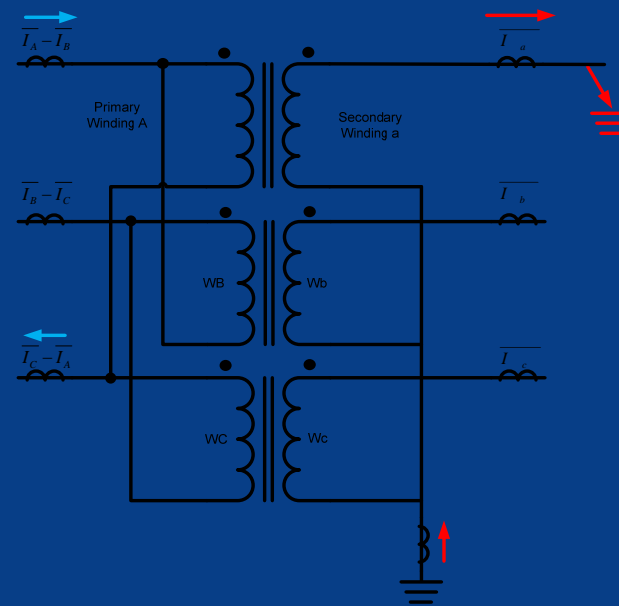 I_A − I_B
I_a
Primary
Winding A
Secondary
Winding a
I_B − I_C
I_b
WB
Wb
I_C − I_A
I_c
WC
Wc